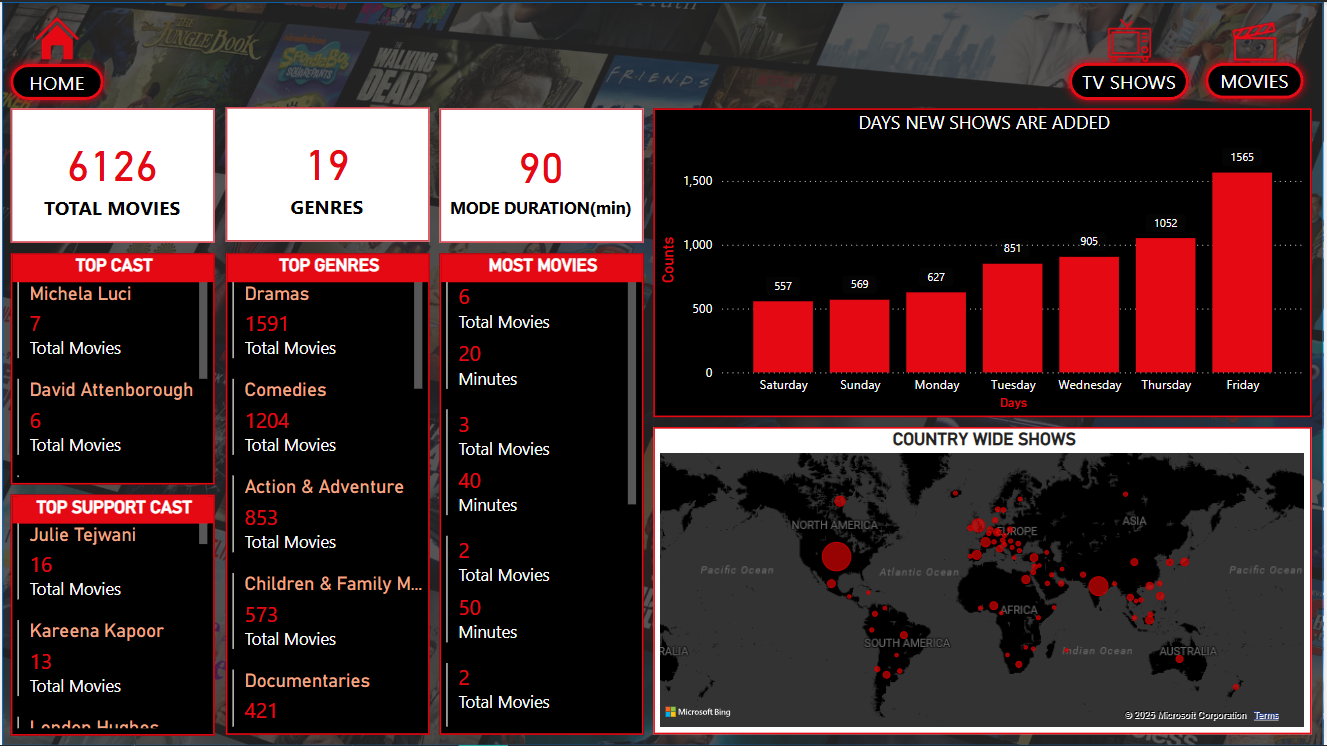 THE
JUNGLE BOOK
SPONGEBOB
SQUAREPANTS
THE
WALKING
DEAD
FRIENDS
Truth
HOME
TV SHOWS
MOVIES
6126
TOTAL MOVIES
19
GENRES
90
MODE DURATION(min)
TOP CAST
Michela Luci
7
Total Movies
David Attenborough
6
Total Movies
TOP SUPPORT CAST
Julie Tejwani
16
Total Movies
Kareena Kapoor
13
Total Movies
London Hughes
TOP GENRES
Dramas
1591
Total Movies
Comedies
1204
Total Movies
Action & Adventure
853
Total Movies
Children & Family M...
573
Total Movies
Documentaries
421
MOST MOVIES
6
Total Movies
20
Minutes
3
Total Movies
40
Minutes
2
Total Movies
50
Minutes
2
Total Movies
DAYS NEW SHOWS ARE ADDED
Counts
1,500
1,000
500
0
557
569
627
851
905
1052
1565
Saturday
Sunday
Monday
Tuesday
Wednesday
Thursday
Friday
Days
COUNTRY WIDE SHOWS
NORTH AMERICA
EUROPE
ASIA
Pacific Ocean
Atlantic Ocean
Pacific Ocean
AFRICA
SOUTH AMERICA
Indian Ocean
RALIA
AUSTRALIA
Microsoft Bing
© 2025 Microsoft Corporation Terms